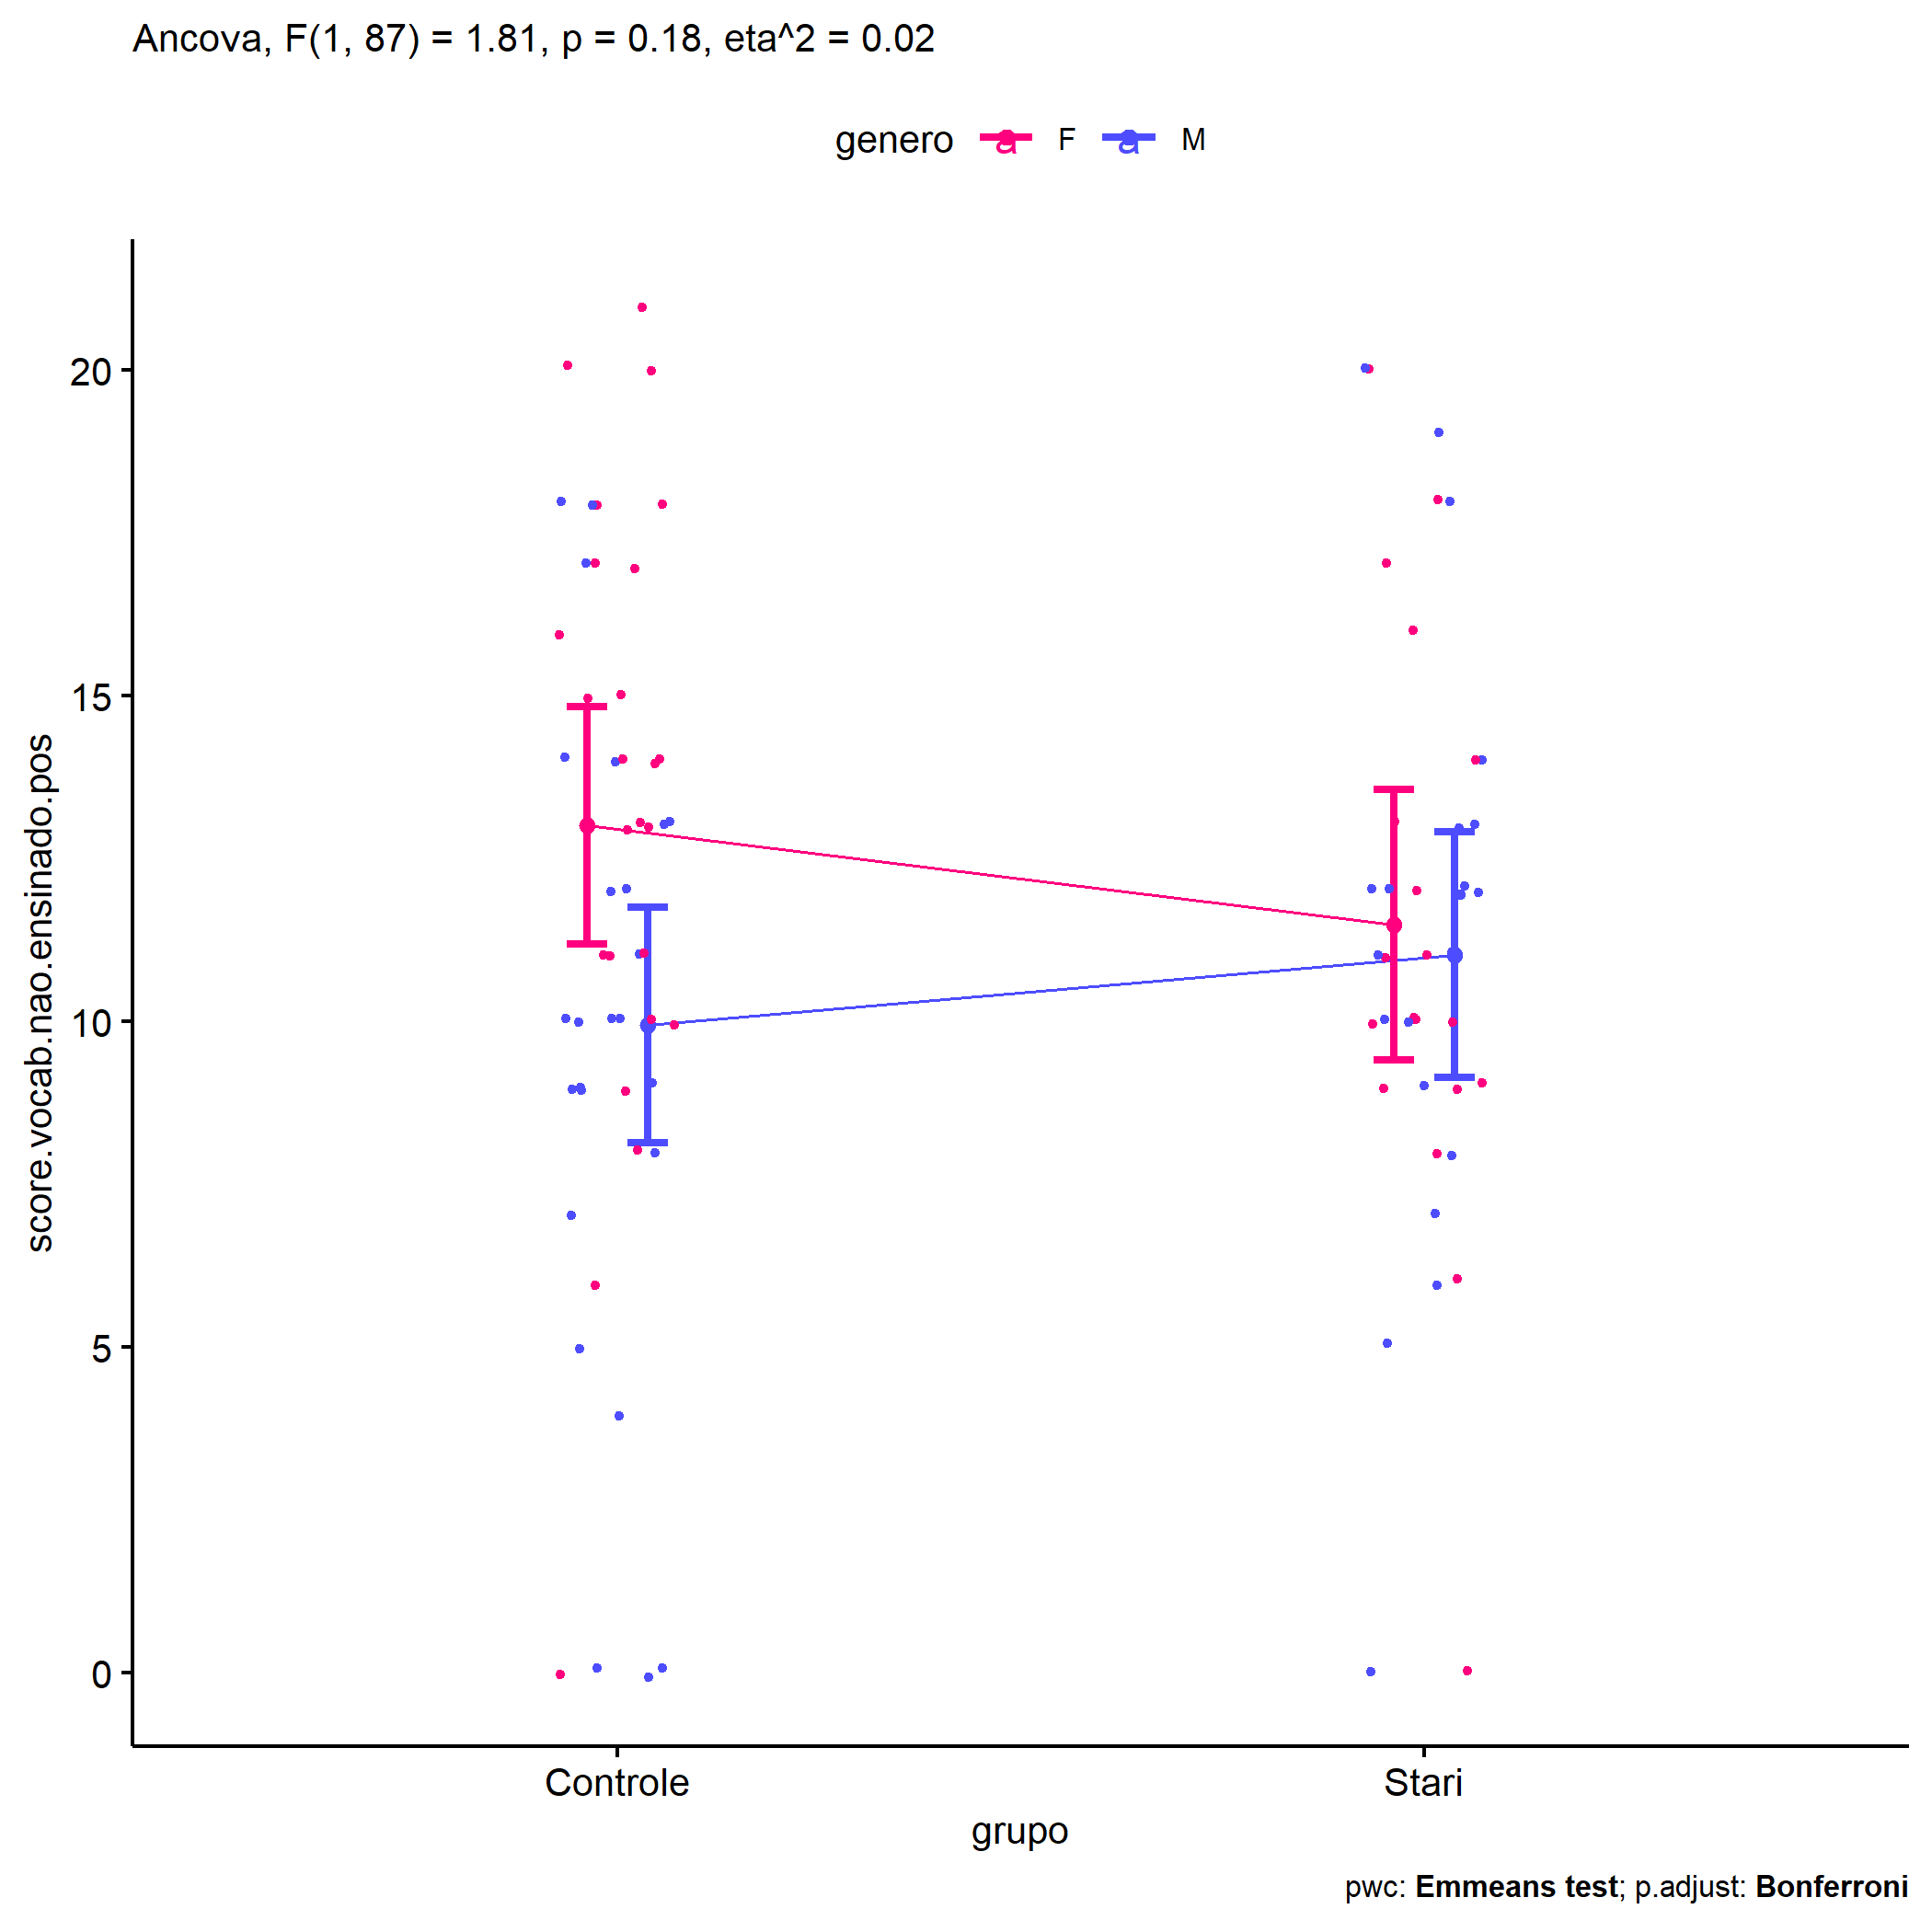 Ancova, F(1, 87) = 1.81, p = 0.18, eta^2 = 0.02
genero a F a M
score.vocab.nao.ensinado.pos
20
15
10
5
0
Controle Stari
grupo
pwc: Emmeans test; p.adjust: Bonferroni